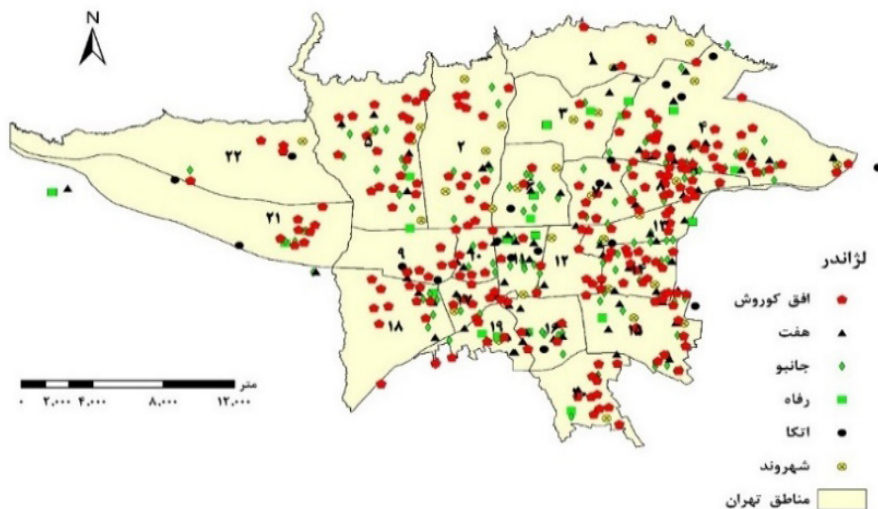 N
۱
۲
۳
۴
۵
۹
۱۰
۱۲
۱۳
۱۵
۱۶
۱۸
۱۹
۲۱
۲۲
لژاندر
افق کوروش
هفت
جانبو
رفاه
اتکا
شهروند
مناطق تهران
متر
۰ ۲,۰۰۰ ۴,۰۰۰ ۸,۰۰۰ ۱۲,۰۰۰